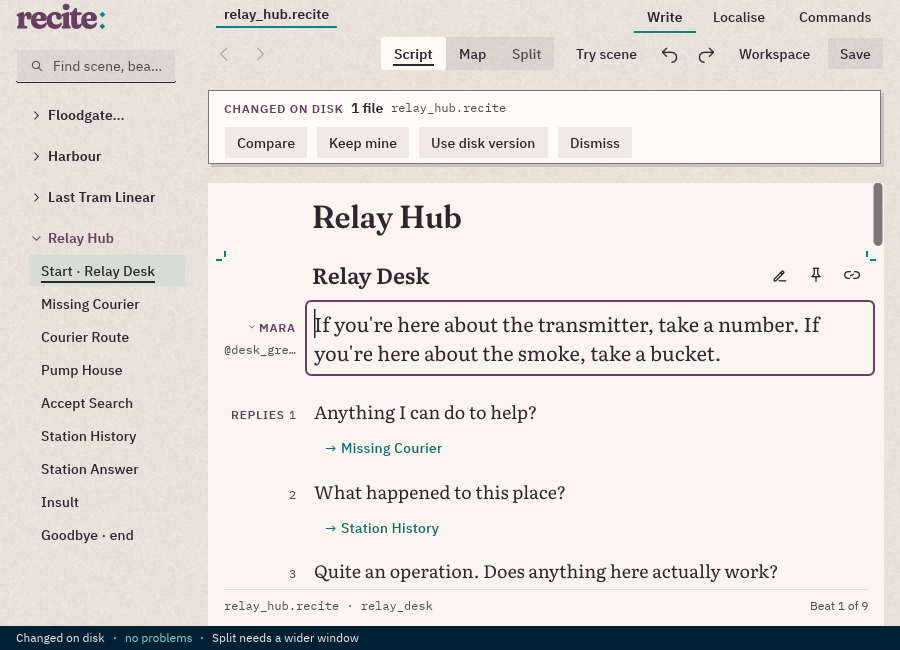 recite:
relay_hub.recite
Write Localise Commands
Find scene, bea...
Script Map Split Try scene Workspace Save
CHANGED ON DISK 1 file relay_hub.recite
Compare Keep mine Use disk version Dismiss
Floodgate...
Harbour
Last Tram Linear
Relay Hub
Start · Relay Desk
Missing Courier
Courier Route
Pump House
Accept Search
Station History
Station Answer
Insult
Goodbye · end
Relay Hub
Relay Desk
MARA
@desk_gre...
If you're here about the transmitter, take a number. If
you're here about the smoke, take a bucket.
REPLIES 1 Anything I can do to help?
→ Missing Courier
2 What happened to this place?
→ Station History
3 Quite an operation. Does anything here actually work?
relay_hub.recite · relay_desk Beat 1 of 9
Changed on disk · no problems · Split needs a wider window